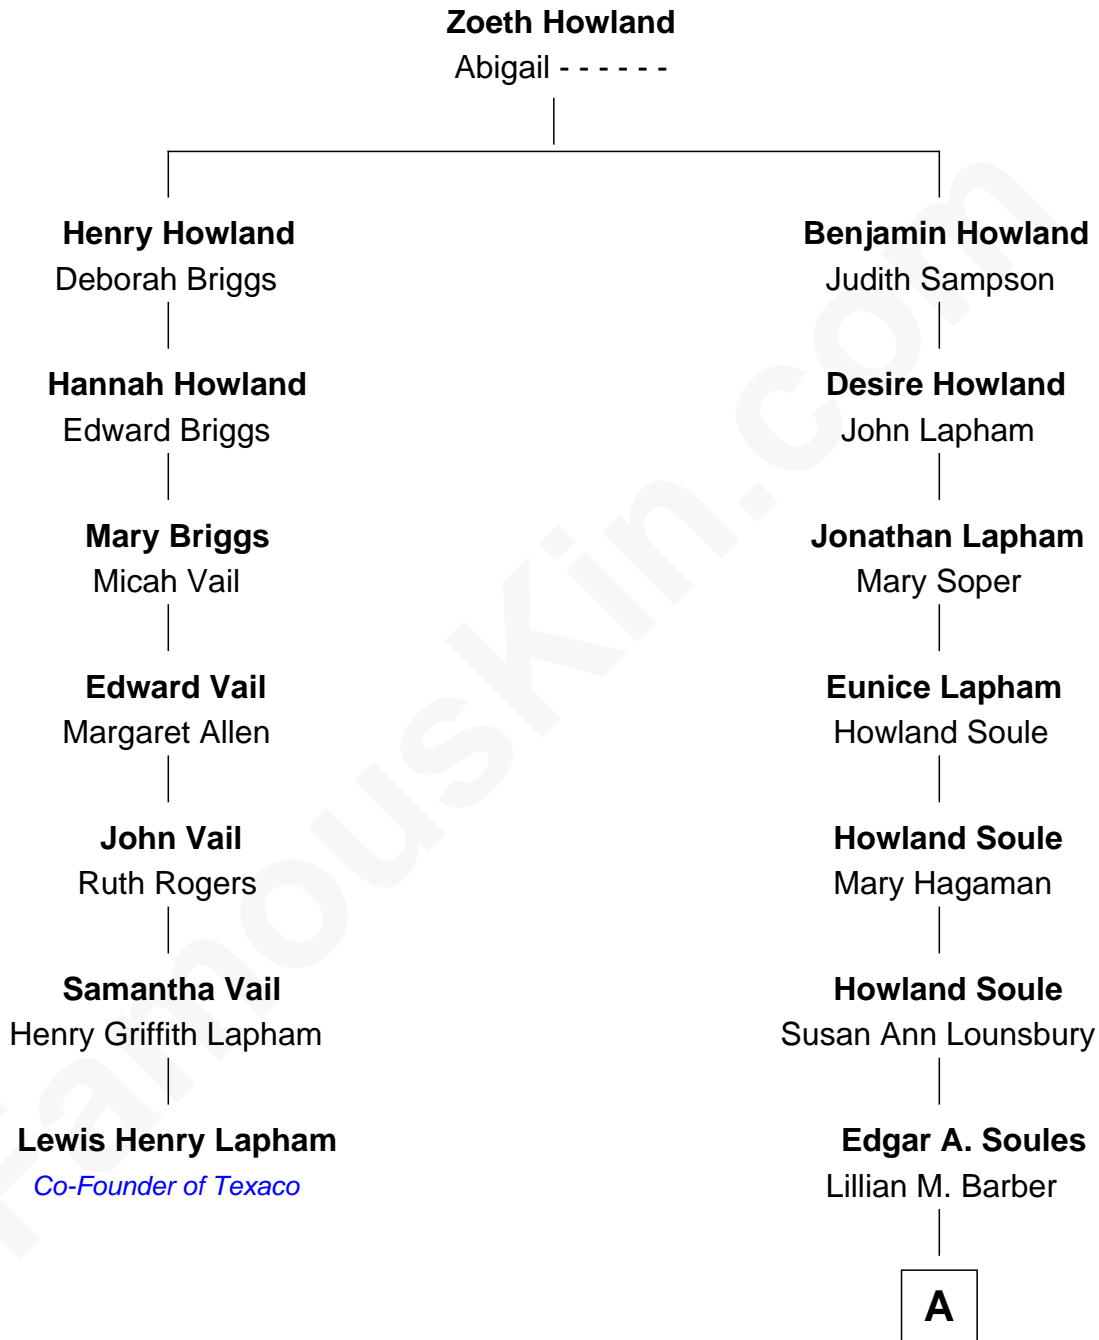 Zoeth Howland
Abigail - - - - - -
Henry Howland
Deborah Briggs
Benjamin Howland
Judith Sampson
Hannah Howland
Edward Briggs
Desire Howland
John Lapham
Mary Briggs
Micah Vail
Jonathan Lapham
Mary Soper
Edward Vail
Margaret Allen
Eunice Lapham
Howland Soule
John Vail
Ruth Rogers
Howland Soule
Mary Hagaman
Samantha Vail
Henry Griffith Lapham
Howland Soule
Susan Ann Lounsbury
Lewis Henry Lapham
Co-Founder of Texaco
Edgar A. Soules
Lillian M. Barber
A
FamousKin.com